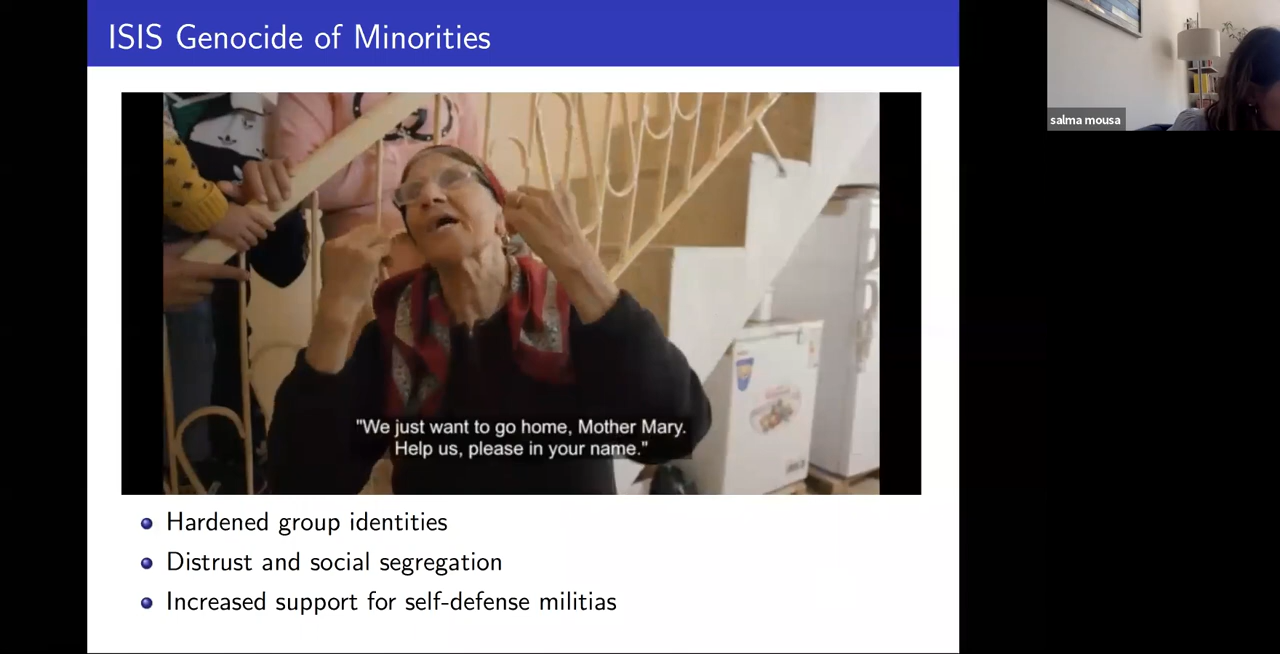 ISIS Genocide of Minorities
salma mousa
"We just want to go home, Mother Mary.
Help us, please in your name."
Hardened group identities
Distrust and social segregation
Increased support for self-defense militias